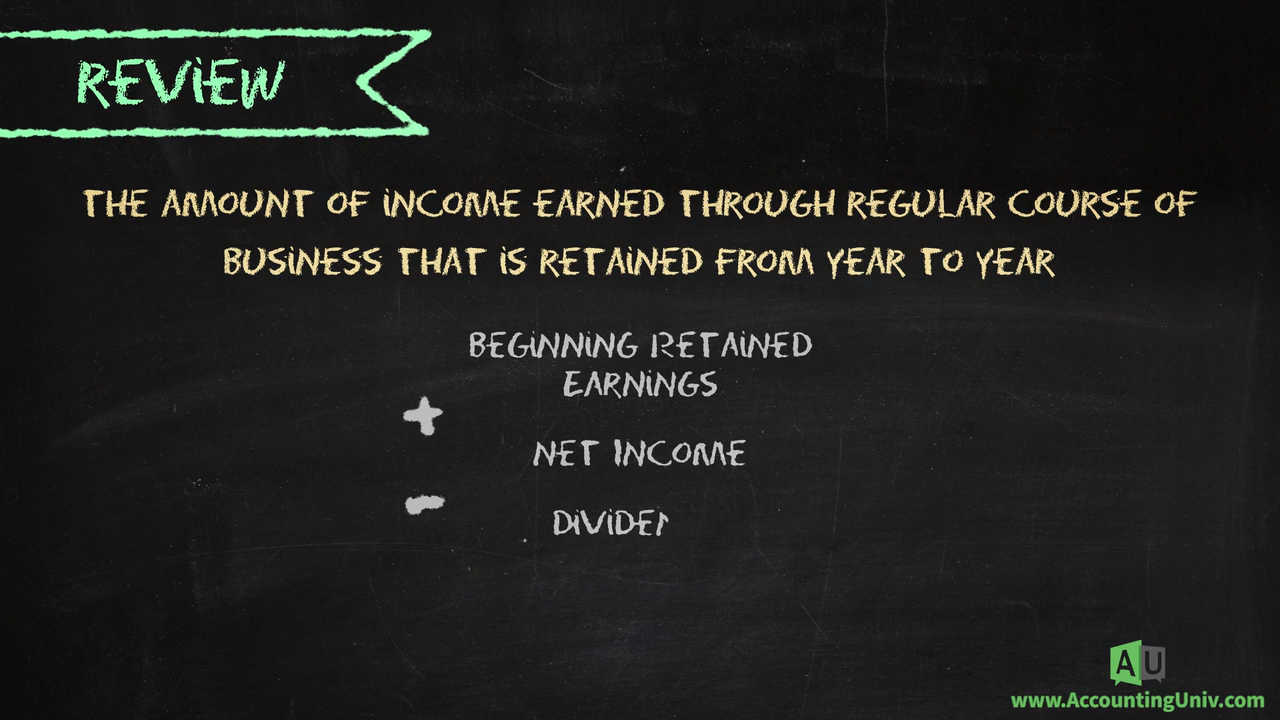 REVIEW
THE AMOUNT OF INCOME EARNED THROUGH REGULAR COURSE OF
BUSINESS THAT IS RETAINED FROM YEAR TO YEAR
BEGINNING RETAINED
EARNINGS
+
NET INCOME
-
DIVIDE
AU
www.AccountingUniv.com